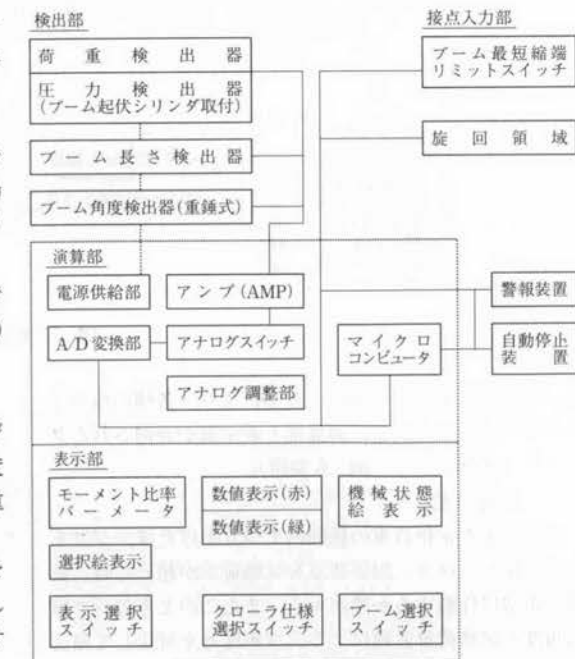 検出部
荷重検出器
圧力検出器
(ブーム起伏シリンダ取付)
ブーム長さ検出器
ブーム角度検出器(重錘式)
接点入力部
ブーム最短縮端
リミットスイッチ
旋回領域
演算部
電源供給部
アンプ(AMP)
A/D変換部
アナログスイッチ
アナログ調整部
マイクロ
コンピュータ
警報装置
自動停止
装置
表示部
モーメント比率
バーメータ
数値表示(赤)
数値表示(緑)
機械状態
絵表示
選択絵表示
表示選択
スイッチ
クローラ仕様
選択スイッチ
ブーム選択
スイッチ